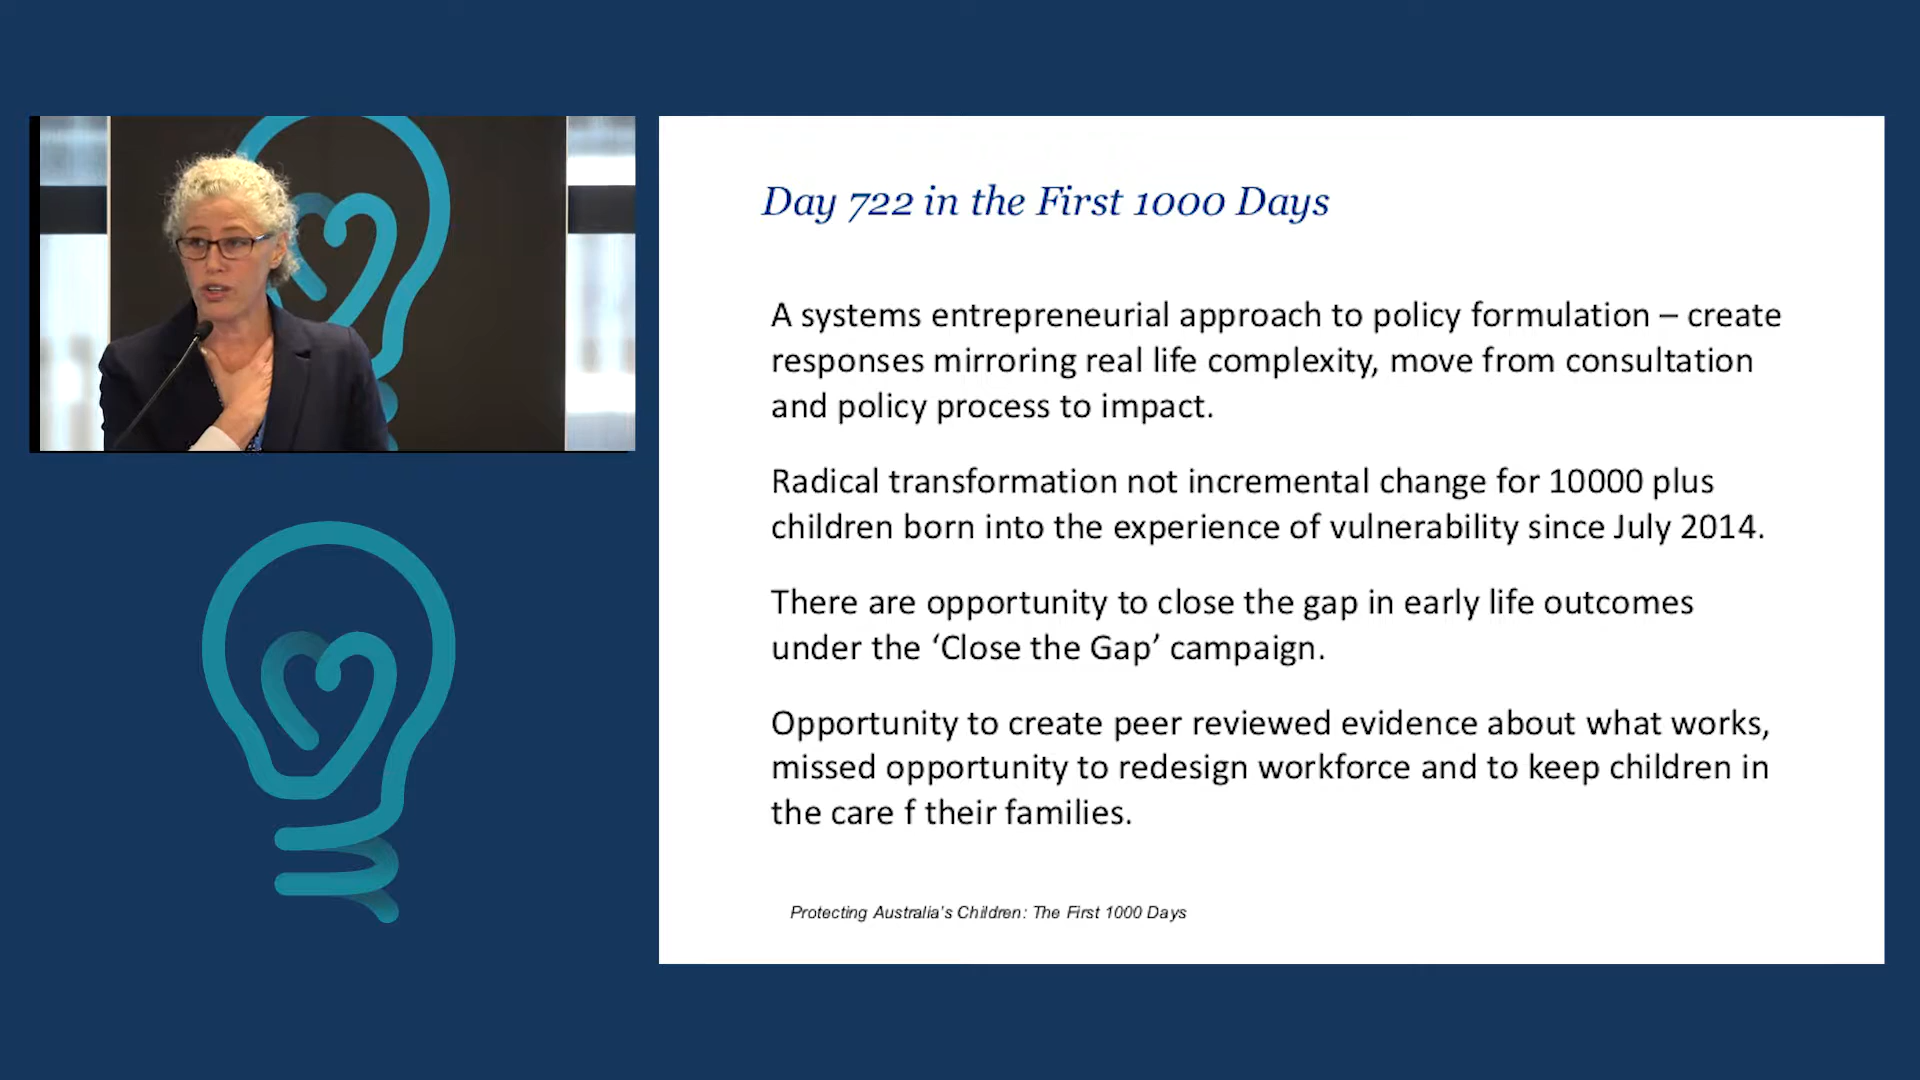 Day 722 in the First 1000 Days
A systems entrepreneurial approach to policy formulation – create
responses mirroring real life complexity, move from consultation
and policy process to impact.
Radical transformation not incremental change for 10000 plus
children born into the experience of vulnerability since July 2014.
There are opportunity to close the gap in early life outcomes
under the ‘Close the Gap’ campaign.
Opportunity to create peer reviewed evidence about what works,
missed opportunity to redesign workforce and to keep children in
the care f their families.
Protecting Australia's Children: The First 1000 Days